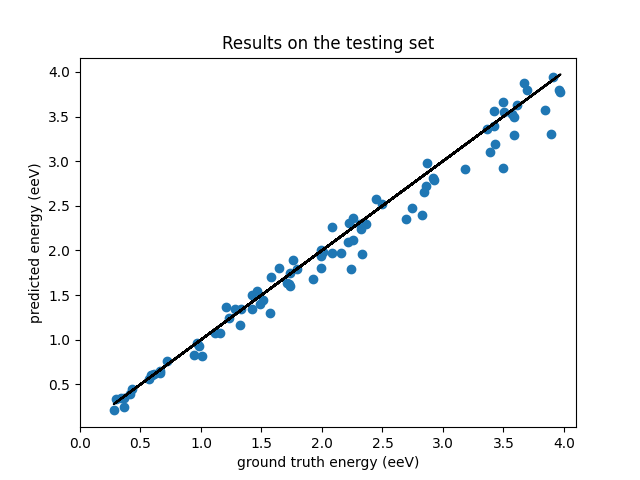 Results on the testing set
4.0
3.5
3.0
2.5
2.0
1.5
1.0
0.5
predicted energy (eeV)
0.0 0.5 1.0 1.5 2.0 2.5 3.0 3.5 4.0
ground truth energy (eeV)